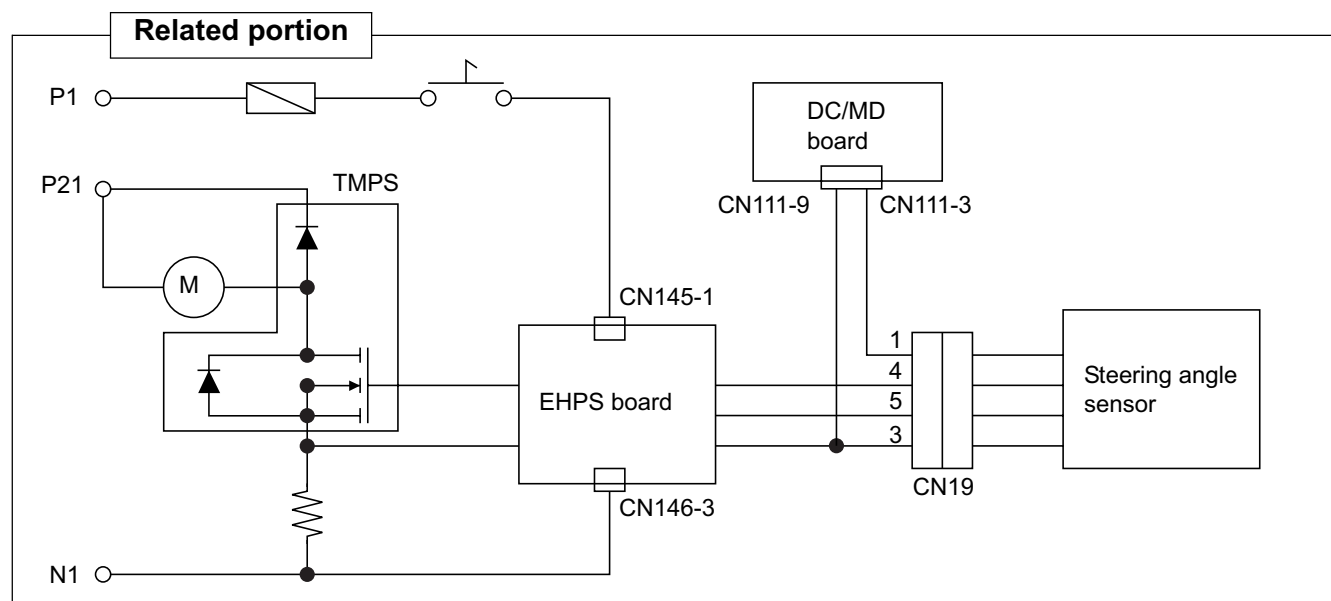 Related portion
P1
DC/MD
board
P21
TMPS
CN111-9
CN111-3
M
CN145-1
1
4
5
3
EHPS board
Steering angle
sensor
CN19
CN146-3
N1